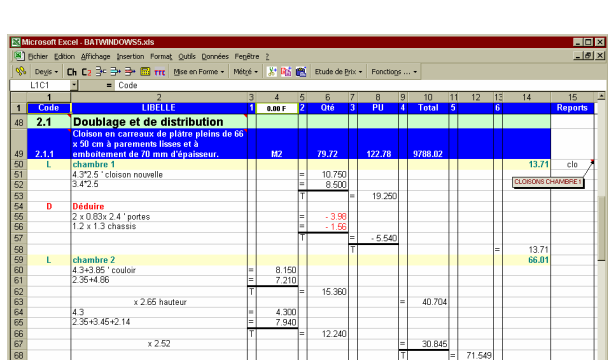 Microsoft Excel - BATWINDOWS5.xls
Fichier Edition Affichage Insertion Format Outils Données Fenêtre ?
Devis Ch ttc Mise en Forme Métré Etude de Prix Fonctions ...
L1C1 = Code
1 2 3 4 5 6 7 8 9 10 11 12 13 14 15
1 Code LIBELLE 1 0.00 F 2 Qté 3 PU 4 Total 5 6 Reports
48 2.1 Doublage et de distribution
Cloison en carreaux de plâtre pleins de 66
x 50 cm à parements lisses et à
49 2.1.1 emboitement de 70 mm d'épaisseur. M2 79.72 122.78 9788.02
50 L chambre 1 13.71 clo
51 4.3*2.5 ' cloison nouvelle = 10.750
CLOISONS CHAMBRE 1
52 3.4*2.5 = 8.500
53 T = 19.250
54 D Déduire
55 2 x 0.83x 2.4 ' portes = - 3.98
56 1.2 x 1.3 chassis = - 1.56
57 T = - 5.540
58 T = 13.71
59 L chambre 2 66.01
60 4.3+3.85 ' couloir = 8.150
61 2.35+4.86 = 7.210
62 T = 15.360
63 x 2.65 hauteur = 40.704
64 4.3 = 4.300
65 2.35+3.45+2.14 = 7.940
66 T = 12.240
67 x 2.52 = 30.845
68 T = 71.549